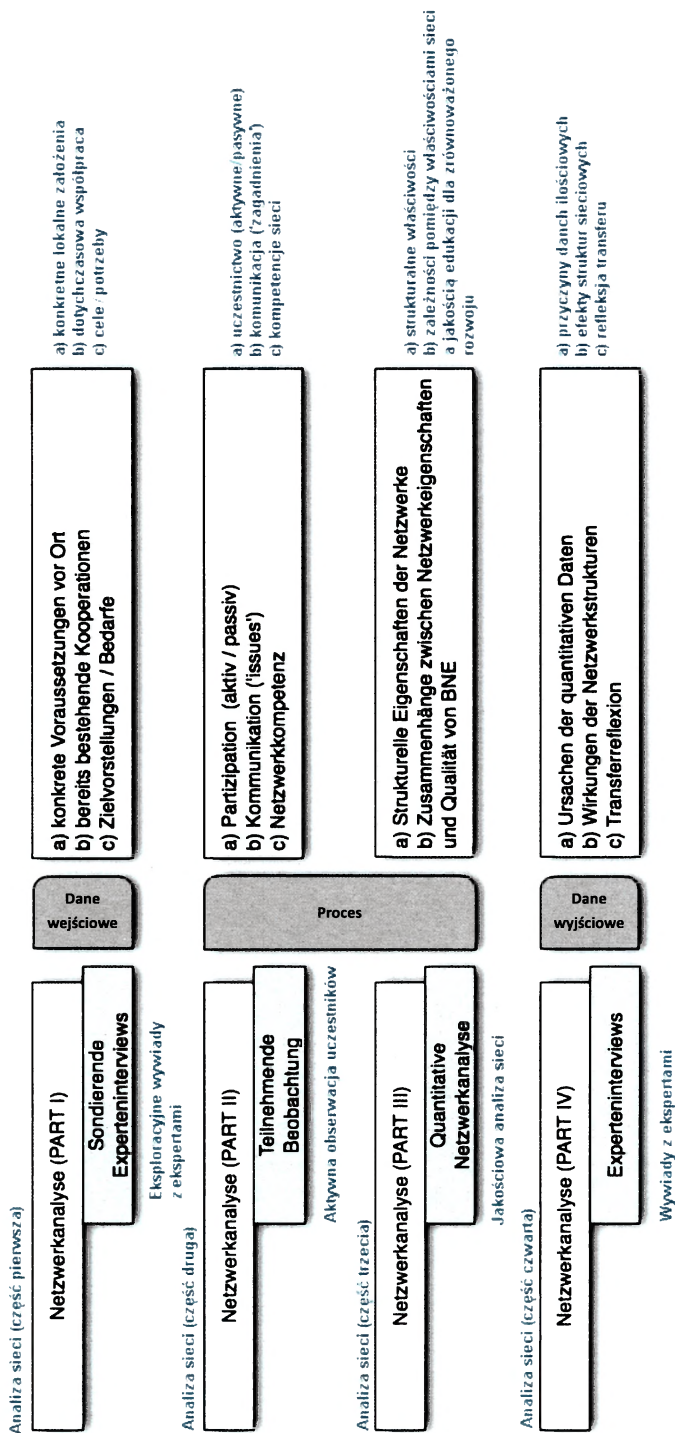 Analiza sieci (część pierwsza)
Netzwerkanalyse (PART I)
Sondierende
Experteninterviews
Eksploracyjne wywiady
z ekspertami
Dane
wejściowe
a) konkrete Voraussetzungen vor Ort
b) bereits bestehende Kooperationen
c) Zielvorstellungen / Bedarfe
a) konkretne lokalne założenia
b) dotychczasowa współpraca
c) cele / potrzeby
Analiza sieci (część druga)
Netzwerkanalyse (PART II)
Teilnehmende
Beobachtung
Aktywna obserwacja uczestników
Proces
a) Partizipation (aktiv / passiv)
b) Kommunikation ('issues')
c) Netzwerkkompetenz
a) uczestnictwo (aktywne/pasywne)
b) komunikacja ('zagadnienia')
c) kompetencje sieci
Analiza sieci (część trzecia)
Netzwerkanalyse (PART III)
Quantitative
Netzwerkanalyse
Jakościowa analiza sieci
a) Strukturelle Eigenschaften der Netzwerke
b) Zusammenhänge zwischen Netzwerkeigenschaften
und Qualität von BNE
a) strukturalne właściwości
b) zależności pomiędzy właściwościami sieci
a jakością edukacji dla zrównoważonego
rozwoju
Analiza sieci (część czwarta)
Netzwerkanalyse (PART IV)
Experteninterviews
Wywiady z ekspertami
Dane
wyjściowe
a) Ursachen der quantitativen Daten
b) Wirkungen der Netzwerkstrukturen
c) Transferreflexion
a) przyczyny danch ilościowych
b) efekty struktur sieciowych
c) refleksja transferu